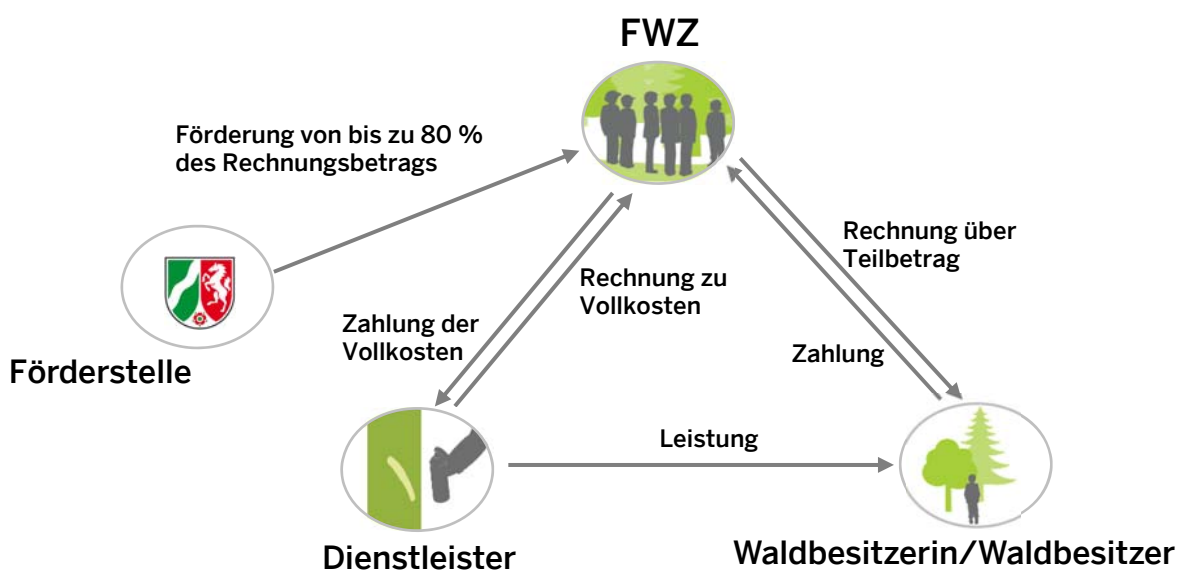 FWZ
Förderung von bis zu 80 %
des Rechnungsbetrags
Rechnung über
Teilbetrag
Rechnung zu
Vollkosten
Zahlung der
Vollkosten
Zahlung
Förderstelle
Leistung
Dienstleister
Waldbesitzerin/Waldbesitzer